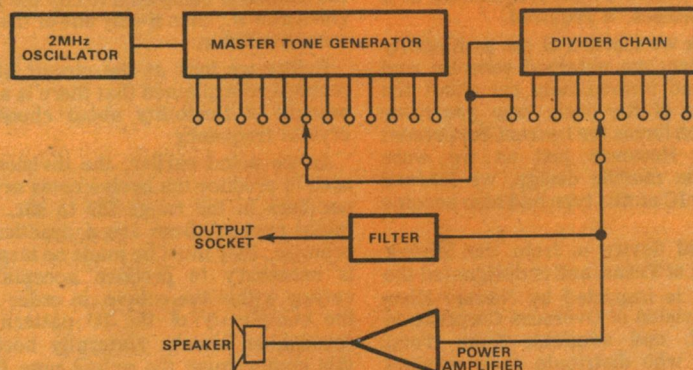 2MHz
OSCILLATOR
MASTER TONE GENERATOR
DIVIDER CHAIN
OUTPUT
SOCKET
FILTER
SPEAKER
POWER
AMPLIFIER